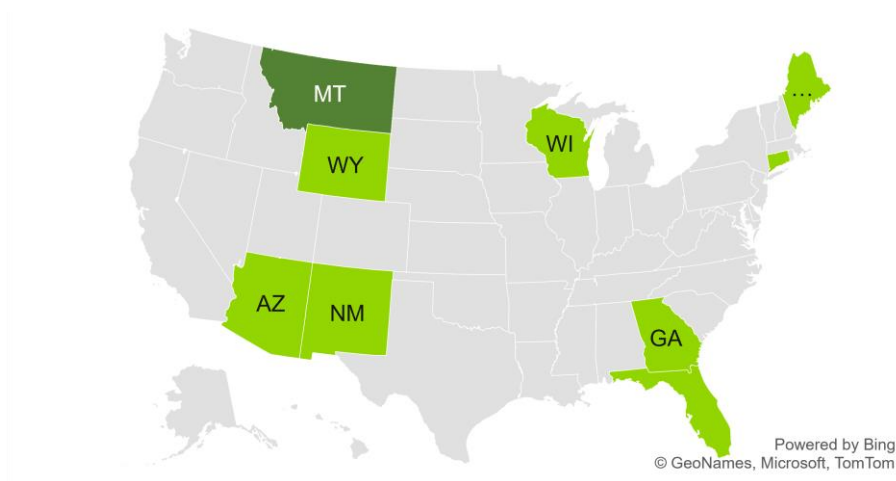 MT
...
WI
WY
AZ
NM
GA
Powered by Bing
© GeoNames, Microsoft, TomTom